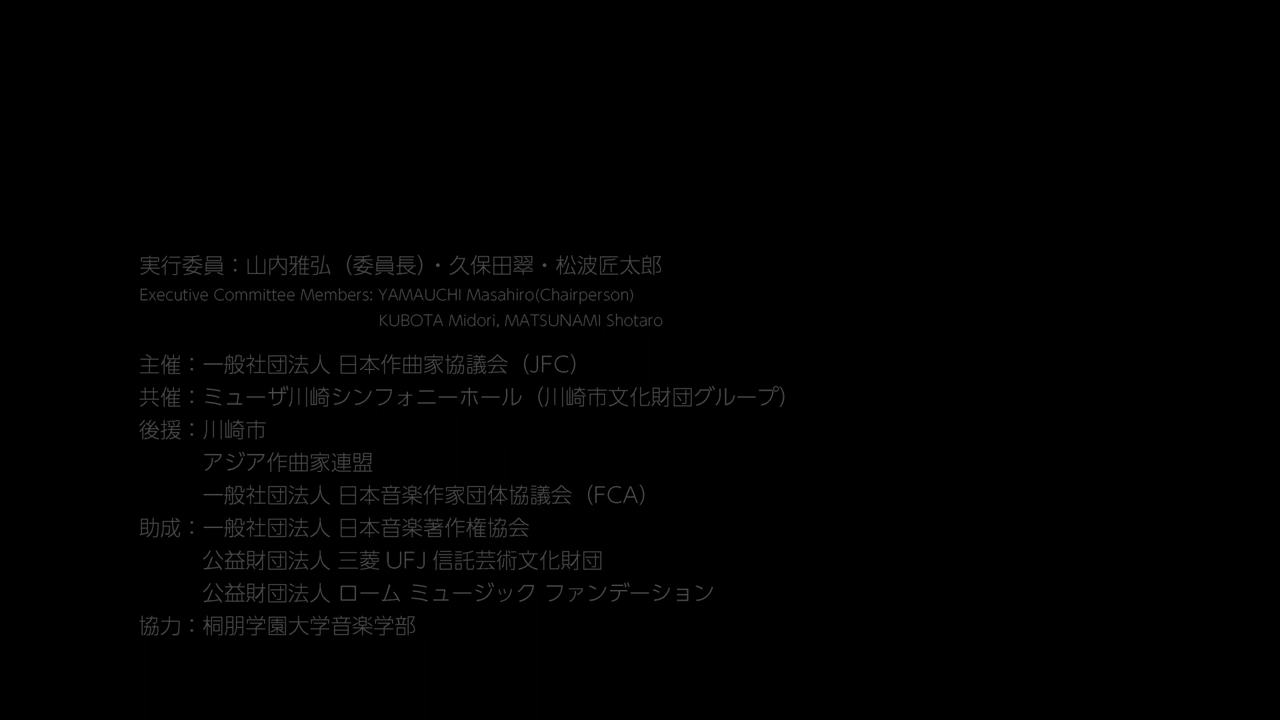 実行委員：山内雅弘（委員長）・久保田翠・松波匠太郎
Executive Committee Members: YAMAUCHI Masahiro(Chairperson)
KUBOTA Midori, MATSUNAMI Shotaro
主催：一般社団法人 日本作曲家協議会（JFC）
共催：ミューザ川崎シンフォニーホール（川崎市文化財団グループ）
後援：川崎市
アジア作曲家連盟
一般社団法人 日本音楽作家団体協議会（FCA）
助成：一般社団法人 日本音楽著作権協会
公益財団法人 三菱UFJ信託芸術文化財団
公益財団法人 ローム ミュージック ファンデーション
協力：桐朋学園大学音楽学部